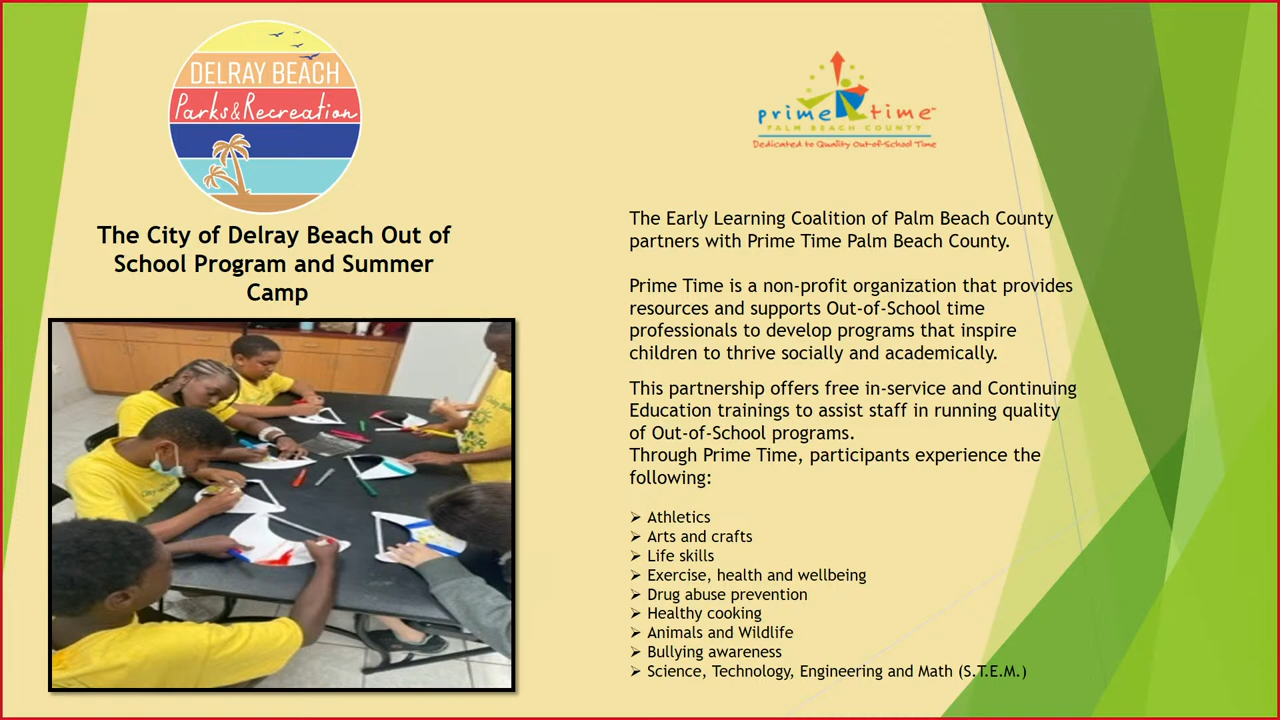 DELRAY BEACH
Parks&Recreation
The City of Delray Beach Out of
School Program and Summer
Camp
prime time™
PALM BEACH COUNTY
Dedicated to Quality Out-of-School Time
The Early Learning Coalition of Palm Beach County
partners with Prime Time Palm Beach County.
Prime Time is a non-profit organization that provides
resources and supports Out-of-School time
professionals to develop programs that inspire
children to thrive socially and academically.
This partnership offers free in-service and Continuing
Education trainings to assist staff in running quality
of Out-of-School programs.
Through Prime Time, participants experience the
following:
➢ Athletics
➢ Arts and crafts
➢ Life skills
➢ Exercise, health and wellbeing
➢ Drug abuse prevention
➢ Healthy cooking
➢ Animals and Wildlife
➢ Bullying awareness
➢ Science, Technology, Engineering and Math (S.T.E.M.)